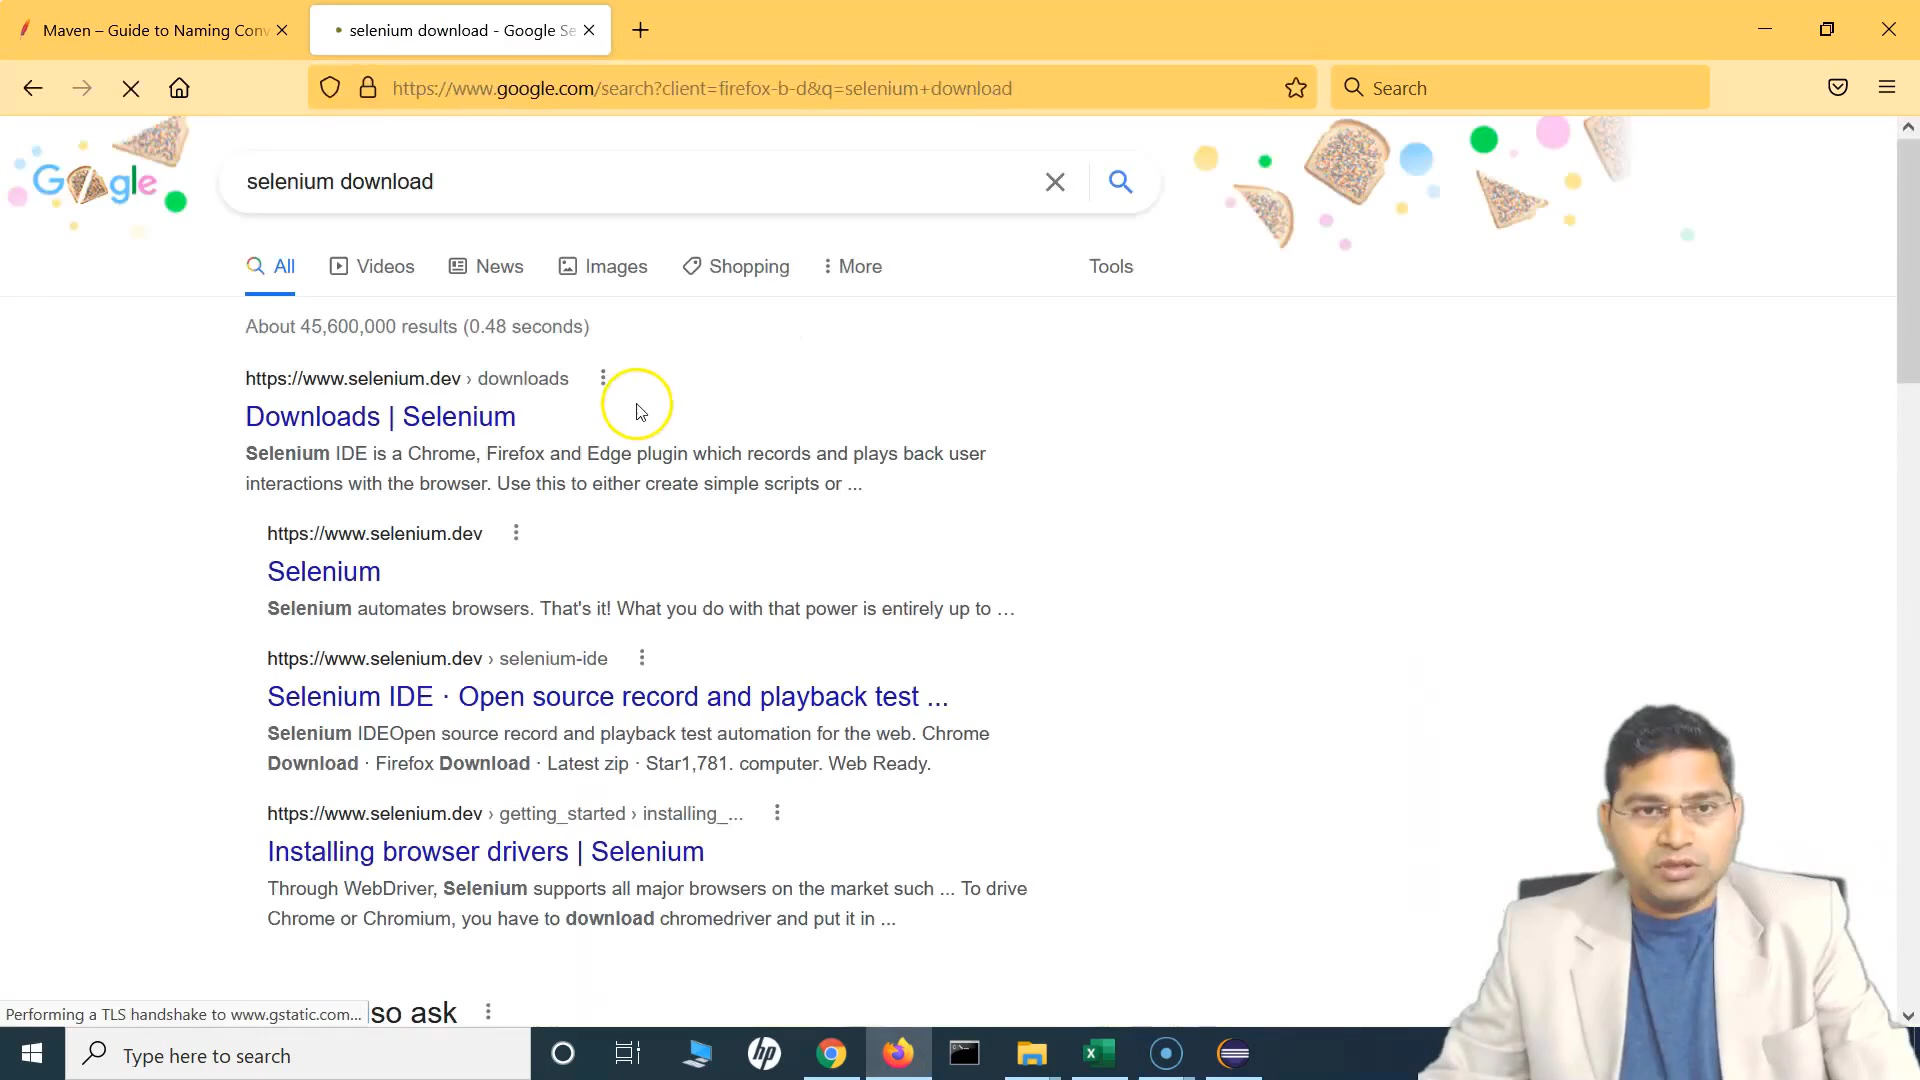 Maven – Guide to Naming Conv
selenium download - Google Se
https://www.google.com/search?client=firefox-b-d&q=selenium+download
Search
Google
selenium download
All
Videos
News
Images
Shopping
More
Tools
About 45,600,000 results (0.48 seconds)
https://www.selenium.dev › downloads
Downloads | Selenium
Selenium IDE is a Chrome, Firefox and Edge plugin which records and plays back user
interactions with the browser. Use this to either create simple scripts or ...
https://www.selenium.dev
Selenium
Selenium automates browsers. That's it! What you do with that power is entirely up to …
https://www.selenium.dev › selenium-ide
Selenium IDE · Open source record and playback test ...
Selenium IDEOpen source record and playback test automation for the web. Chrome
Download · Firefox Download · Latest zip · Star1,781. computer. Web Ready.
https://www.selenium.dev › getting_started › installing_...
Installing browser drivers | Selenium
Through WebDriver, Selenium supports all major browsers on the market such ... To drive
Chrome or Chromium, you have to download chromedriver and put it in ...
so ask
Performing a TLS handshake to www.gstatic.com...
Type here to search
hp